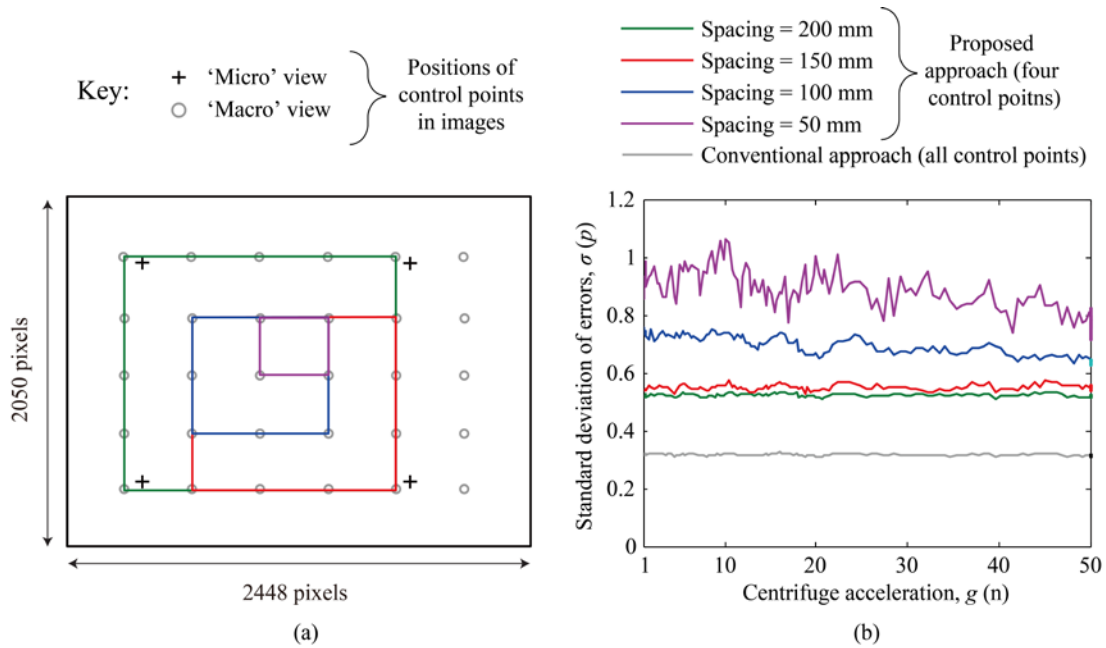 Key:
'Micro' view
'Macro' view
Positions of
control points
in images
Spacing = 200 mm
Spacing = 150 mm
Spacing = 100 mm
Spacing = 50 mm
Conventional approach (all control points)
Proposed
approach (four
control poitns)
2050 pixels
2448 pixels
(a)
Standard deviation of errors, σ (p)
1.2
1
0.8
0.6
0.4
0.2
0
1
10
20
30
40
50
Centrifuge acceleration, g (n)
(b)